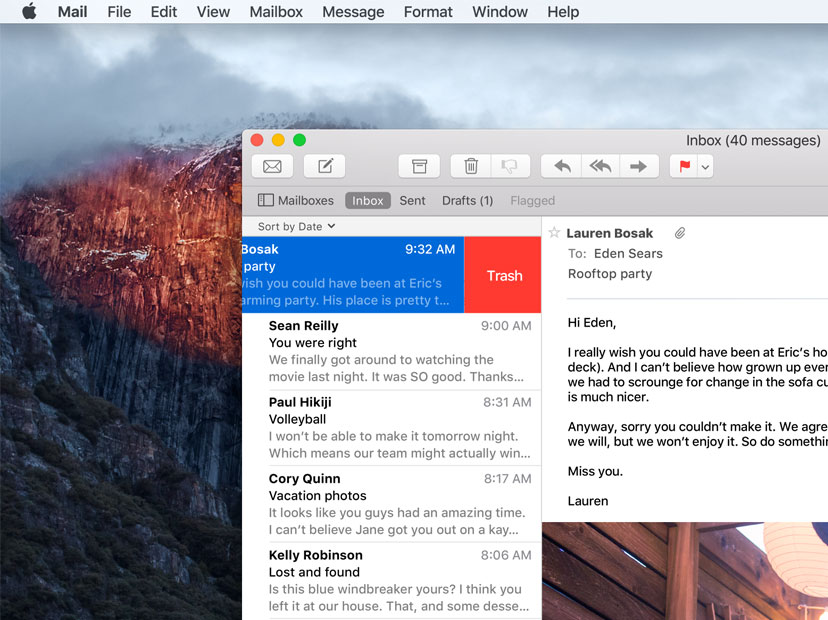 Mail File Edit View Mailbox Message Format Window Help
Inbox (40 messages)
Mailboxes Inbox Sent Drafts (1) Flagged
Sort by Date
Bosak 9:32 AM
party
wish you could have been at Eric's
arming party. His place is pretty t...
Trash
Sean Reilly 9:00 AM
You were right
We finally got around to watching the
movie last night. It was SO good. Thanks...
Paul Hikiji 8:31 AM
Volleyball
I won't be able to make it tomorrow night.
Which means our team might actually win...
Cory Quinn 8:17 AM
Vacation photos
It looks like you guys had an amazing time.
I can't believe Jane got you out on a kay...
Kelly Robinson 8:06 AM
Lost and found
Is this blue windbreaker yours? I think you
left it at our house. That, and some desse...
Lauren Bosak
To: Eden Sears
Rooftop party
Hi Eden,
I really wish you could have been at Eric's ho
deck). And I can't believe how grown up ever
we had to scrounge for change in the sofa cu
is much nicer.
Anyway, sorry you couldn't make it. We agre
we will, but we won't enjoy it. So do somethin
Miss you.
Lauren